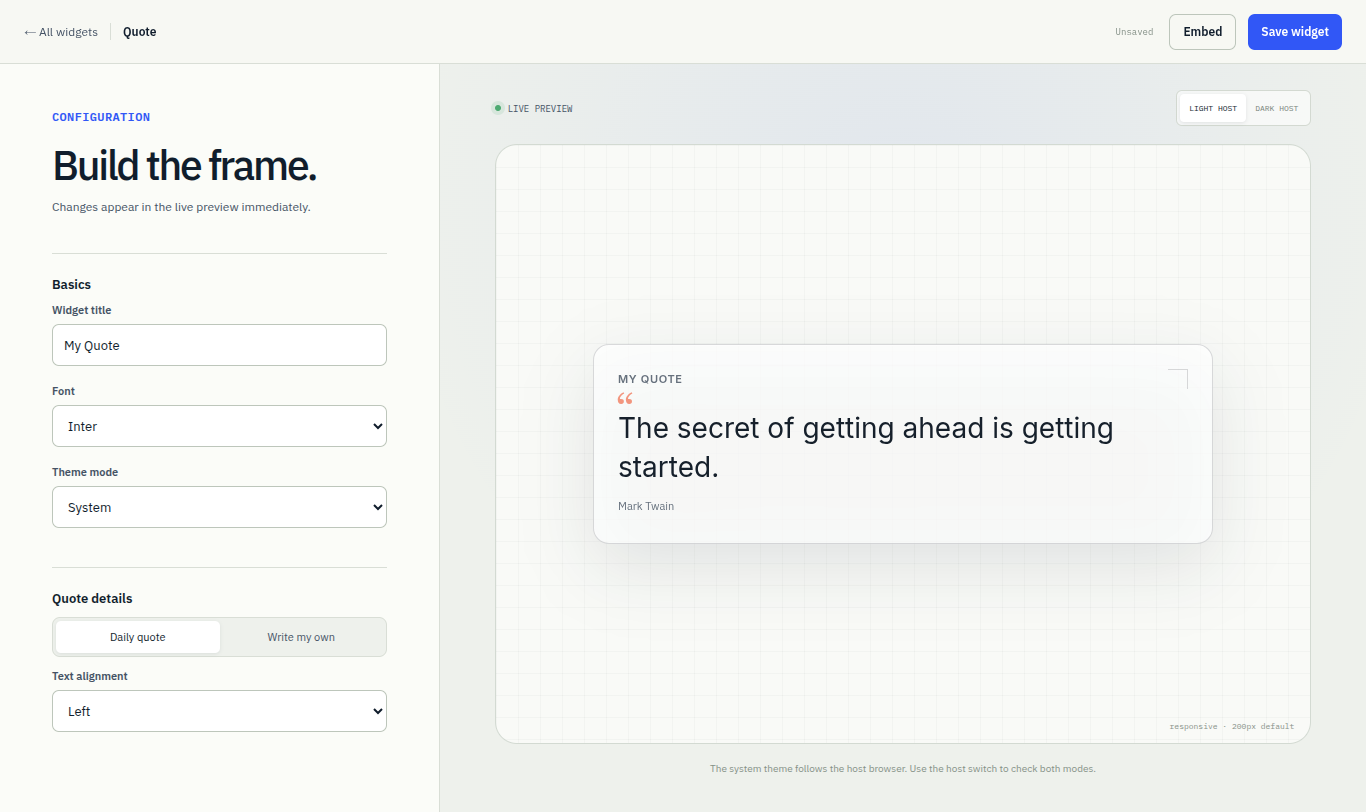 ← All widgets
Quote
Unsaved
Embed
Save widget
CONFIGURATION
Build the frame.
Changes appear in the live preview immediately.
Basics
Widget title
My Quote
Font
Inter
Theme mode
System
Quote details
Daily quote
Write my own
Text alignment
Left
LIVE PREVIEW
LIGHT HOST
DARK HOST
MY QUOTE
“
The secret of getting ahead is getting
started.
Mark Twain
responsive · 200px default
The system theme follows the host browser. Use the host switch to check both modes.